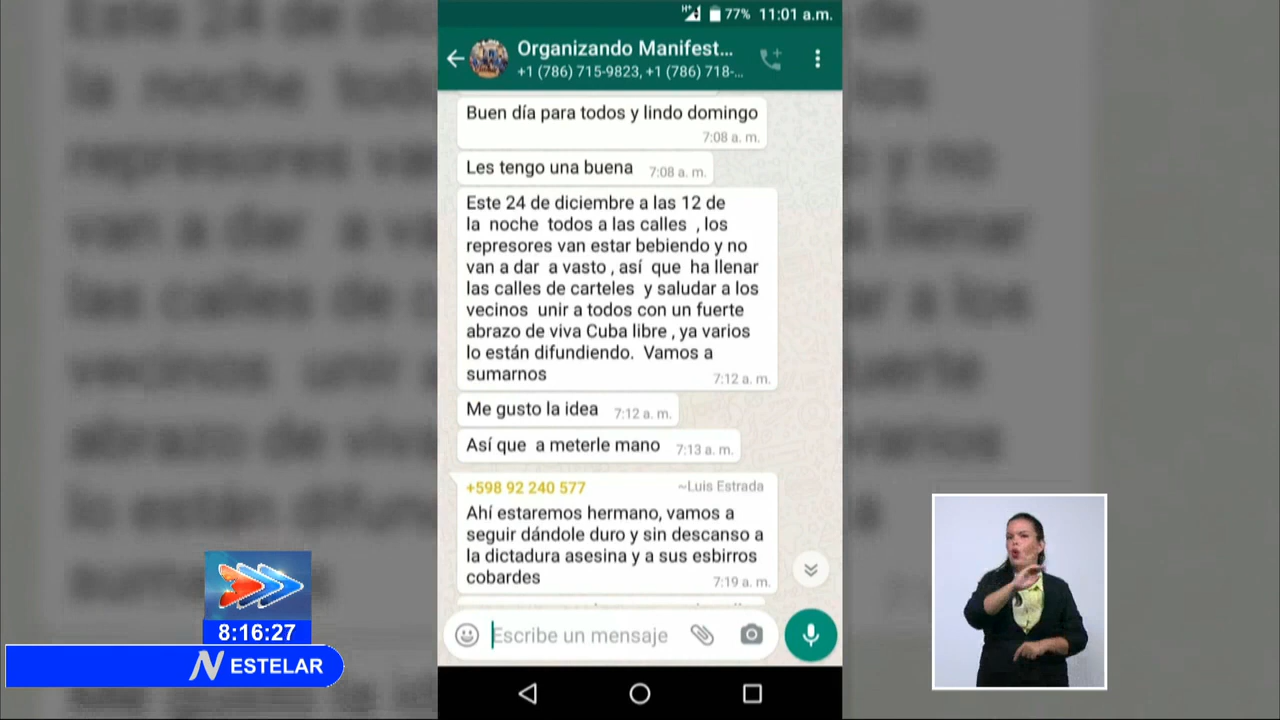 77% 11:01 a.m.
Organizando Manifest...
+1 (786) 715-9823, +1 (786) 718-...
Buen día para todos y lindo domingo
7:08 a. m.
Les tengo una buena 7:08 a. m.
Este 24 de diciembre a las 12 de
la noche todos a las calles , los
represores van estar bebiendo y no
van a dar a vasto , así que ha llenar
las calles de carteles y saludar a los
vecinos unir a todos con un fuerte
abrazo de viva Cuba libre , ya varios
lo están difundiendo. Vamos a
sumarnos 7:12 a. m.
Me gusto la idea 7:12 a. m.
Así que a meterle mano 7:13 a. m.
+598 92 240 577 ~Luis Estrada
Ahí estaremos hermano, vamos a
seguir dándole duro y sin descanso a
la dictadura asesina y a sus esbirros
cobardes 7:19 a. m.
Escribe un mensaje
8:16:27
N ESTELAR